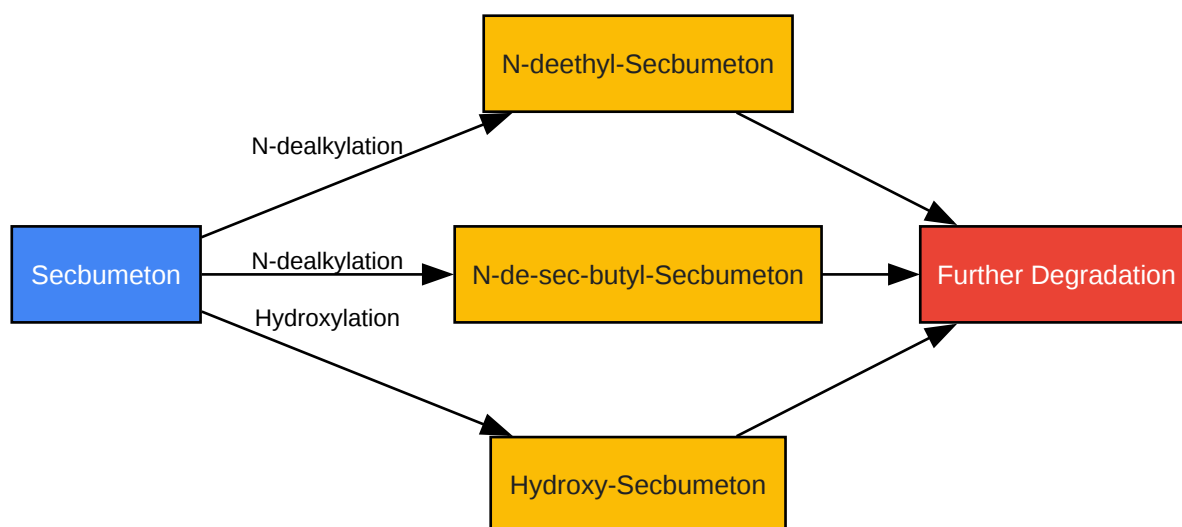 N-deethyl-Secbumeton
N-dealkylation
Secbumeton
N-dealkylation
N-de-sec-butyl-Secbumeton
Further Degradation
Hydroxylation
Hydroxy-Secbumeton